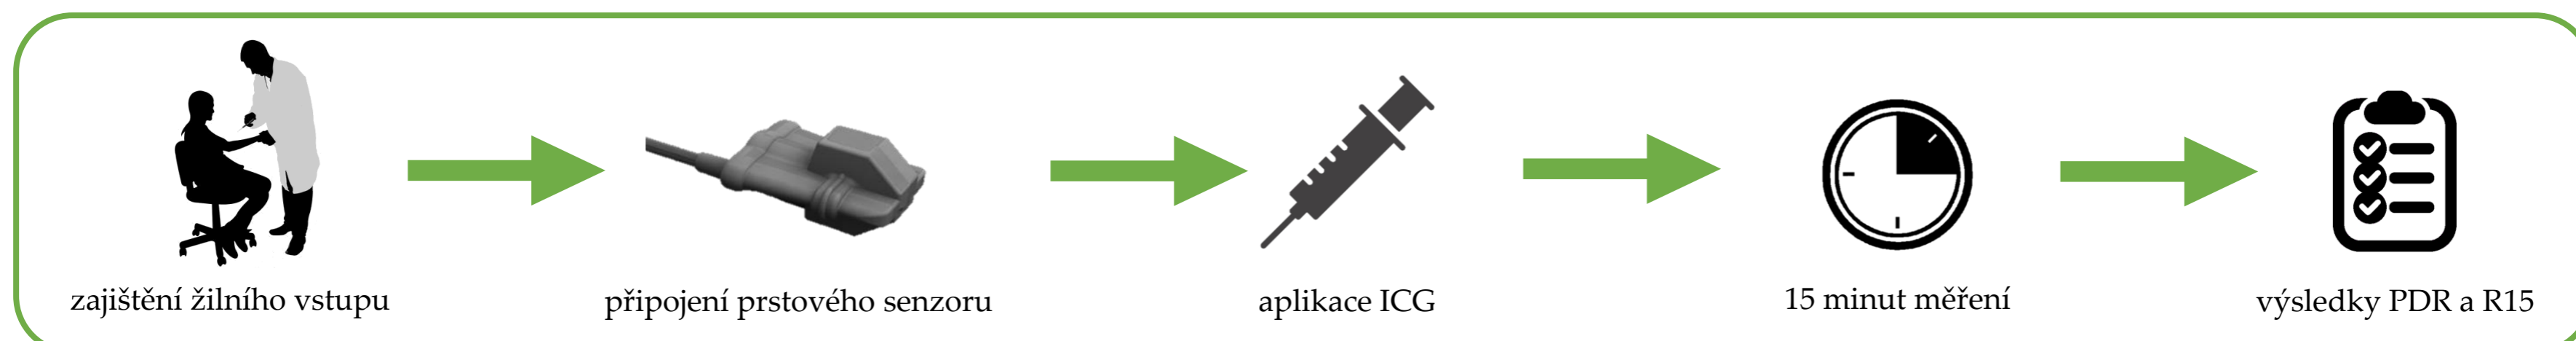 zajištění žilního vstupu
připojení prstového senzoru
aplikace ICG
15 minut měření
výsledky PDR a R15